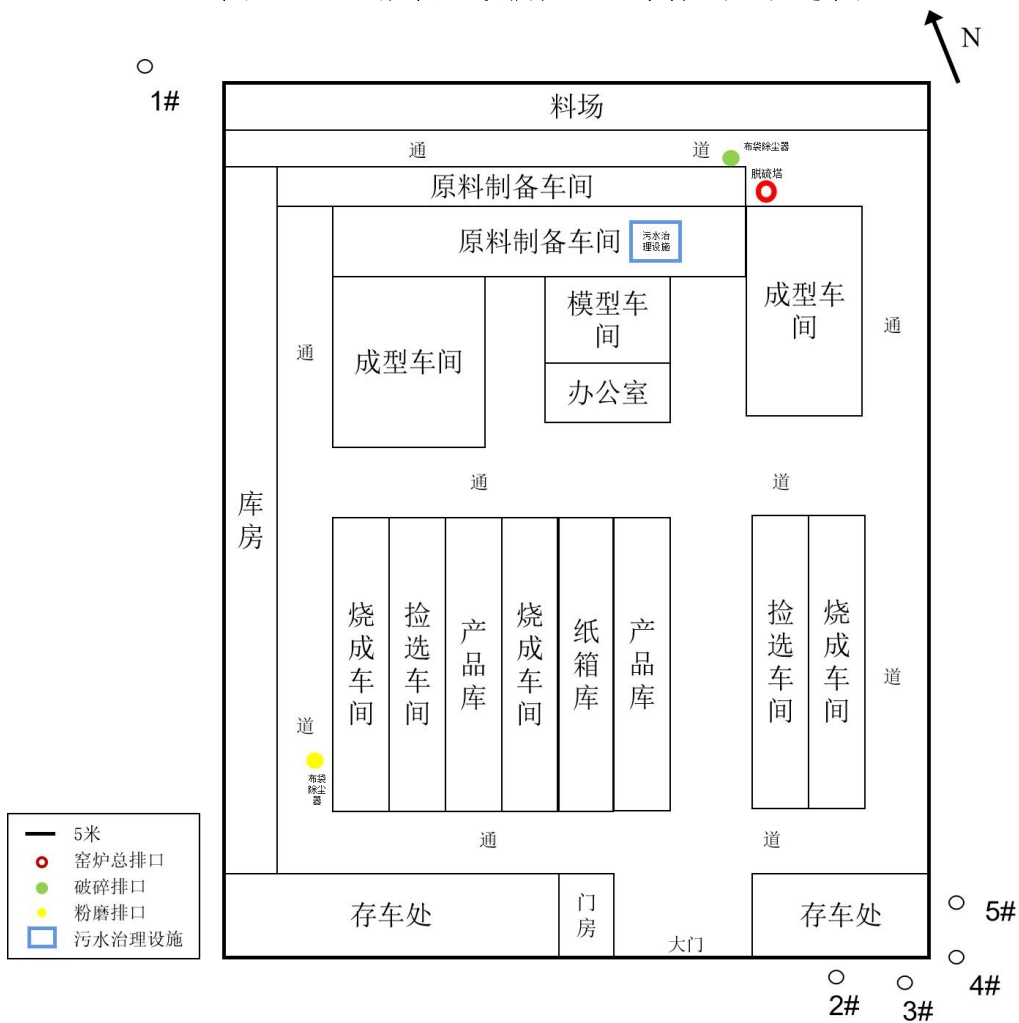 N
1#
料场
通
道
布袋除尘器
脱硫塔
原料制备车间
原料制备车间
污水治
理设施
成型车
间
模型车
间
办公室
成型车间
通
通
通
道
库
房
烧
成
车
间
捡
选
车
间
产
品
库
烧
成
车
间
纸
箱
库
产
品
库
捡
选
车
间
烧
成
车
间
道
道
布袋
除尘
器
通
道
5米
窑炉总排口
破碎排口
粉磨排口
污水治理设施
存车处
门
房
大门
存车处
5#
4#
2#
3#